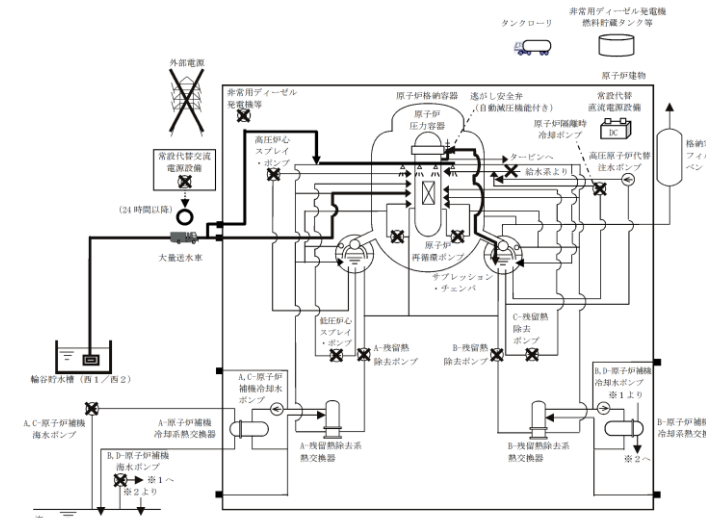 非常用ディーゼル発電機
燃料貯蔵タンク等
タンクローリ
原子炉建物
外部電源
非常用ディーゼル
発電機等
原子炉格納容器
原子炉
圧力容器
逃がし安全弁
(自動減圧機能付き)
常設代替
直流電源設備
DC
原子炉隔離時
冷却ポンプ
高圧原子炉代替
注水ポンプ
格納
フィル
ベン
高圧炉心
スプレイ
・ポンプ
タービンへ
給水系より
常設代替交流
電源設備
(24時間以降)
大量送水車
原子炉
再循環ポンプ
サプレッション
・チェンバ
低圧炉心
スプレイ
・ポンプ
A-残留熱
除去ポンプ
B-残留熱
除去ポンプ
C-残留熱
除去
ポンプ
輪谷貯水槽(西1/西2)
A,C-原子炉
補機冷却水
ポンプ
B,D-原子炉補機
冷却水ポンプ
※1より
A,C-原子炉補機
海水ポンプ
A-原子炉補機
冷却系熱交換器
B-原子炉補機
冷却系熱交換
B,D-原子炉補機
海水ポンプ
※1へ
※2より
A-残留熱除去系
熱交換器
B-残留熱除去系
熱交換器
※2へ